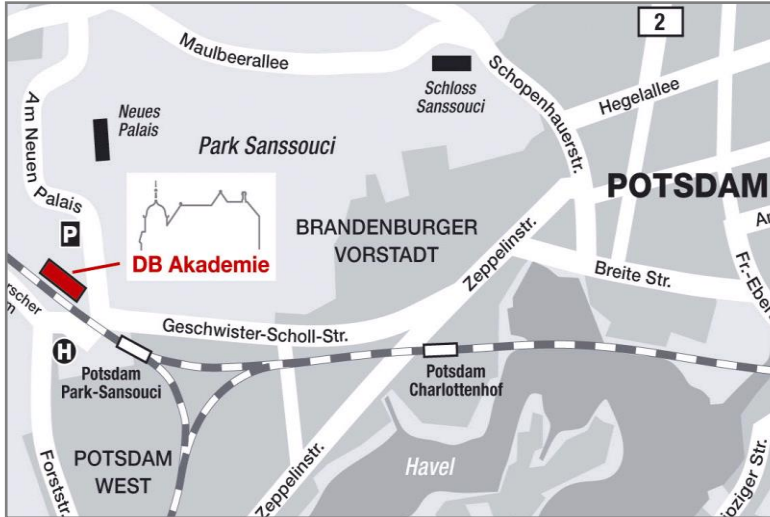 2
Maulbeerallee
Schopenhauerstr.
Schloss
Sanssouci
Hegelallee
Am Neuen
Palais
Neues
Palais
Park Sanssouci
POTSDAM
P
BRANDENBURGER
VORSTADT
DB Akademie
Zeppelinstr.
Breite Str.
Geschwister-Scholl-Str.
H
Potsdam
Park-Sansouci
Potsdam
Charlottenhof
POTSDAM
WEST
Forststr.
Zeppelinstr.
Havel